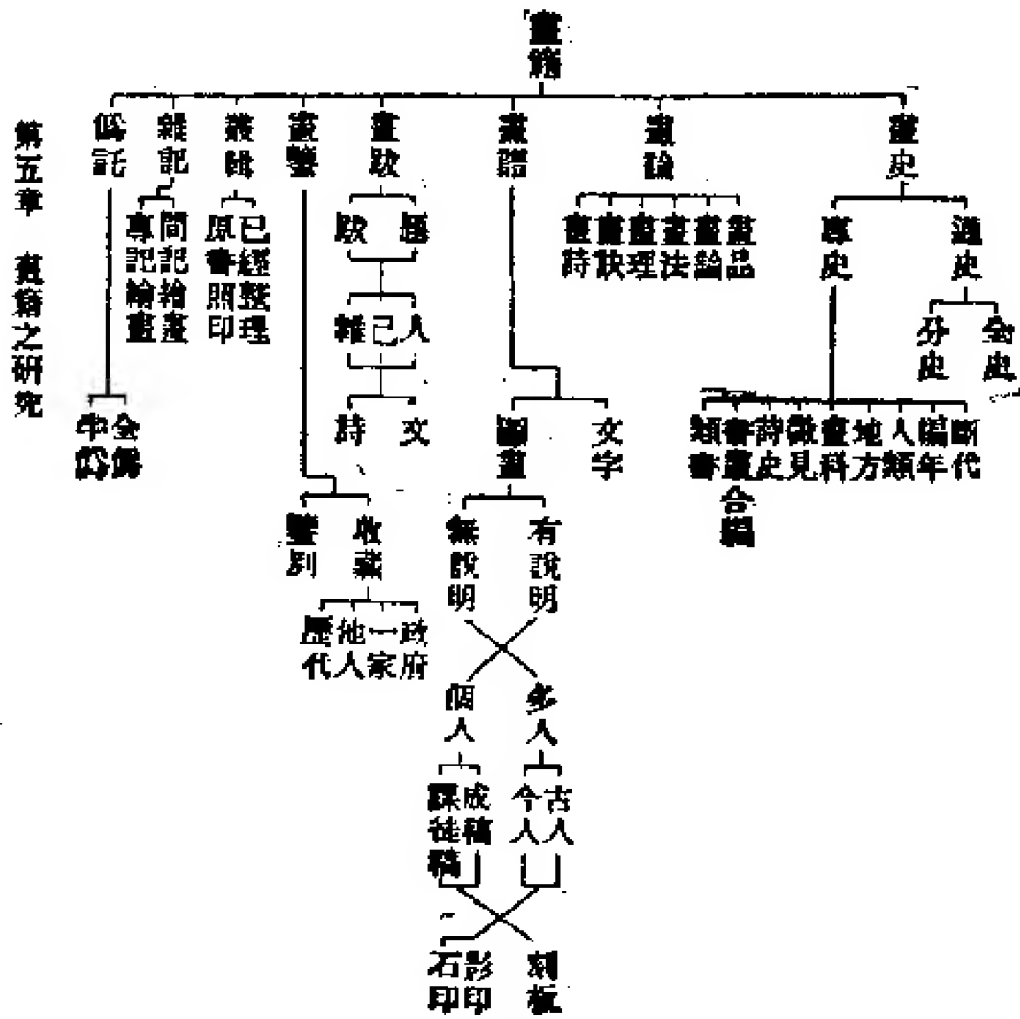 畫籍
畫史
通史
全史
分史
專史
斷代
編年
人類
地方
畫科
詩史
書畫合編
類書
畫論
畫品
畫論
畫法
畫理
畫訣
畫詩
畫譜
文字
圖畫
有說明
無說明
多人
個人
古人
今人
成稿
課徒稿
刻板
影印
石印
畫跋
題
跋
人
已
雜
文
詩
畫鑒
收藏
鑒別
政府
一家
他人
歷代
叢輯
已經整理
原書照印
雜記
間記繪畫
專記繪畫
偽託
全偽
半偽
第五章 畫籍之研究